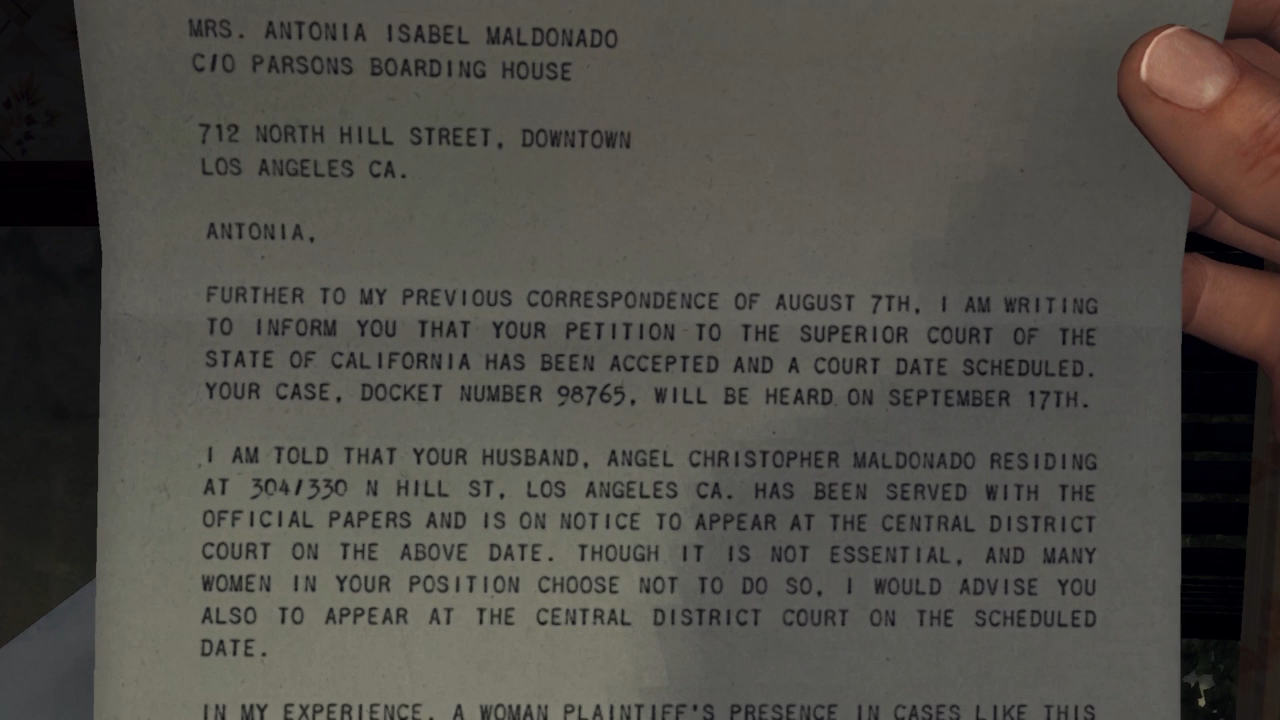 MRS. ANTONIA ISABEL MALDONADO
C/O PARSONS BOARDING HOUSE
712 NORTH HILL STREET, DOWNTOWN
LOS ANGELES CA.
ANTONIA,
FURTHER TO MY PREVIOUS CORRESPONDENCE OF AUGUST 7TH, I AM WRITING
TO INFORM YOU THAT YOUR PETITION TO THE SUPERIOR COURT OF THE
STATE OF CALIFORNIA HAS BEEN ACCEPTED AND A COURT DATE SCHEDULED.
YOUR CASE, DOCKET NUMBER 98765, WILL BE HEARD ON SEPTEMBER 17TH.
I AM TOLD THAT YOUR HUSBAND, ANGEL CHRISTOPHER MALDONADO RESIDING
AT 304/330 N HILL ST, LOS ANGELES CA. HAS BEEN SERVED WITH THE
OFFICIAL PAPERS AND IS ON NOTICE TO APPEAR AT THE CENTRAL DISTRICT
COURT ON THE ABOVE DATE. THOUGH IT IS NOT ESSENTIAL, AND MANY
WOMEN IN YOUR POSITION CHOOSE NOT TO DO SO, I WOULD ADVISE YOU
ALSO TO APPEAR AT THE CENTRAL DISTRICT COURT ON THE SCHEDULED
DATE.
IN MY EXPERIENCE, A WOMAN PLAINTIFF'S PRESENCE IN CASES LIKE THIS